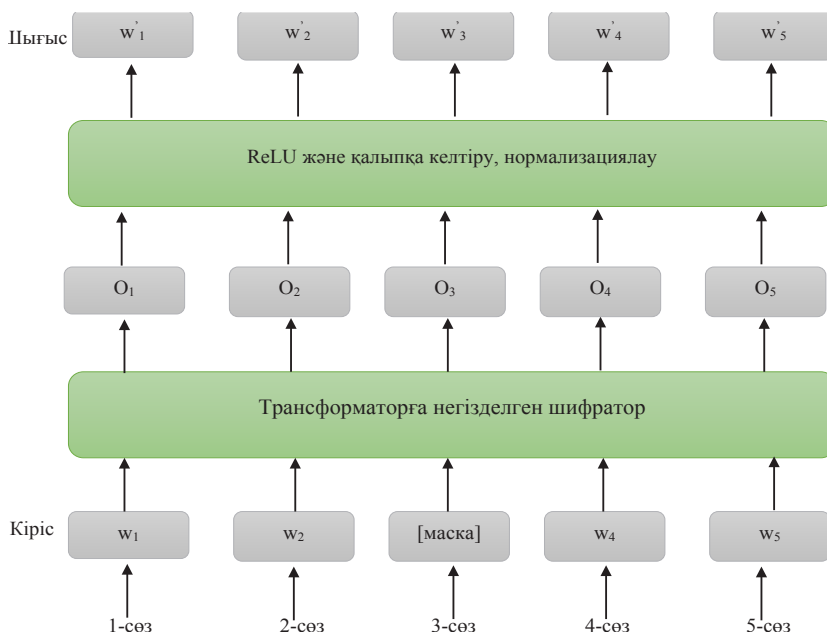 Шығыс w'1 w'2 w'3 w'4 w'5
ReLU және қалыпқа келтіру, нормализациялау
O1 O2 O3 O4 O5
Трансформаторға негізделген шифратор
Кіріс w1 w2 [маска] w4 w5
1-сөз 2-сөз 3-сөз 4-сөз 5-сөз